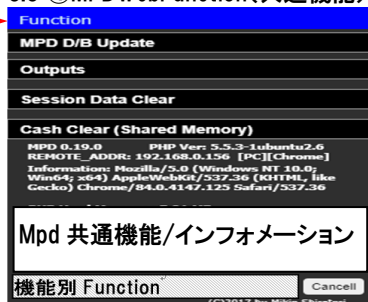 Function
MPD D/B Update
Outputs
Session Data Clear
Cash Clear (Shared Memory)
MPD 0.19.0 PHP Ver: 5.5.3-1ubuntu2.6
REMOTE_ADDR: 192.168.0.156 [PC][Chrome]
Information: Mozilla/5.0 (Windows NT 10.0;
Win64; x64) AppleWebKit/537.36 (KHTML, like
Gecko) Chrome/84.0.4147.125 Safari/537.36
Mpd 共通機能/インフォメーション
機能別 Function
Cancell
(C)2017 by Mikio